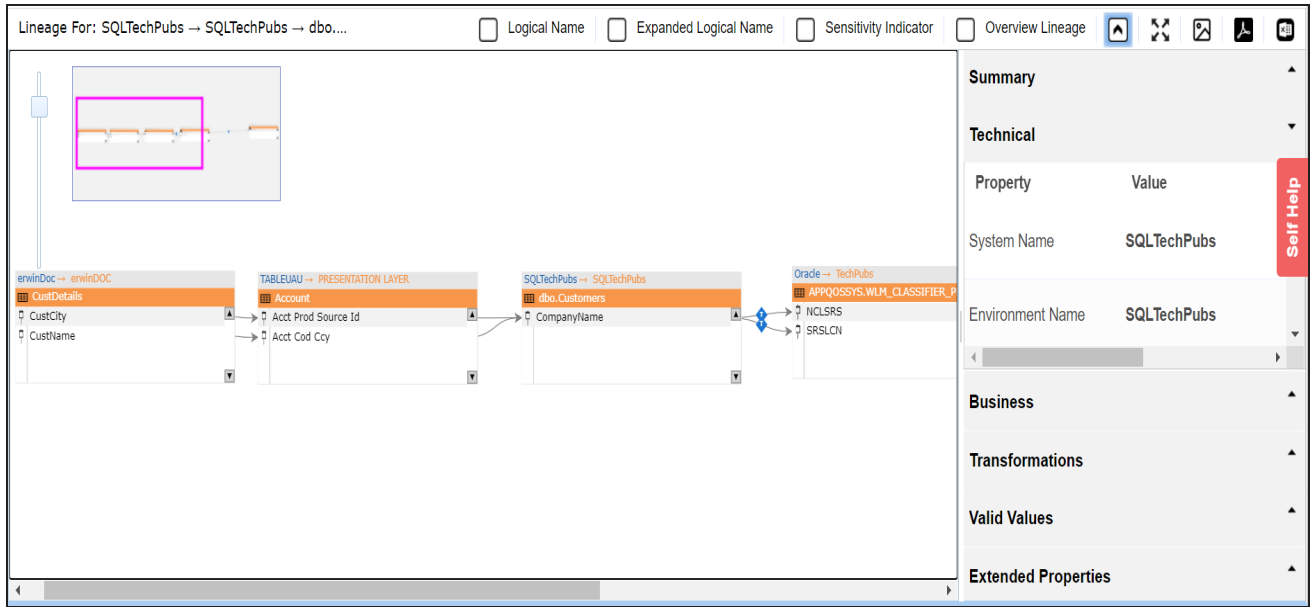 Lineage For: SQLTechPubs → SQLTechPubs → dbo....
Logical Name
Expanded Logical Name
Sensitivity Indicator
Overview Lineage
erwinDoc → erwinDOC
CustDetails
CustCity
CustName
TABLEUAU → PRESENTATION LAYER
Account
Acct Prod Source Id
Acct Cod Ccy
SQLTechPubs → SQLTechPubs
dbo.Customers
CompanyName
Oracle → TechPubs
APPQOSSYS.WLM_CLASSIFIER_P
NCLSRS
SRSLCN
Summary
Technical
Property Value
System Name SQLTechPubs
Environment Name SQLTechPubs
Business
Transformations
Valid Values
Extended Properties
Self Help